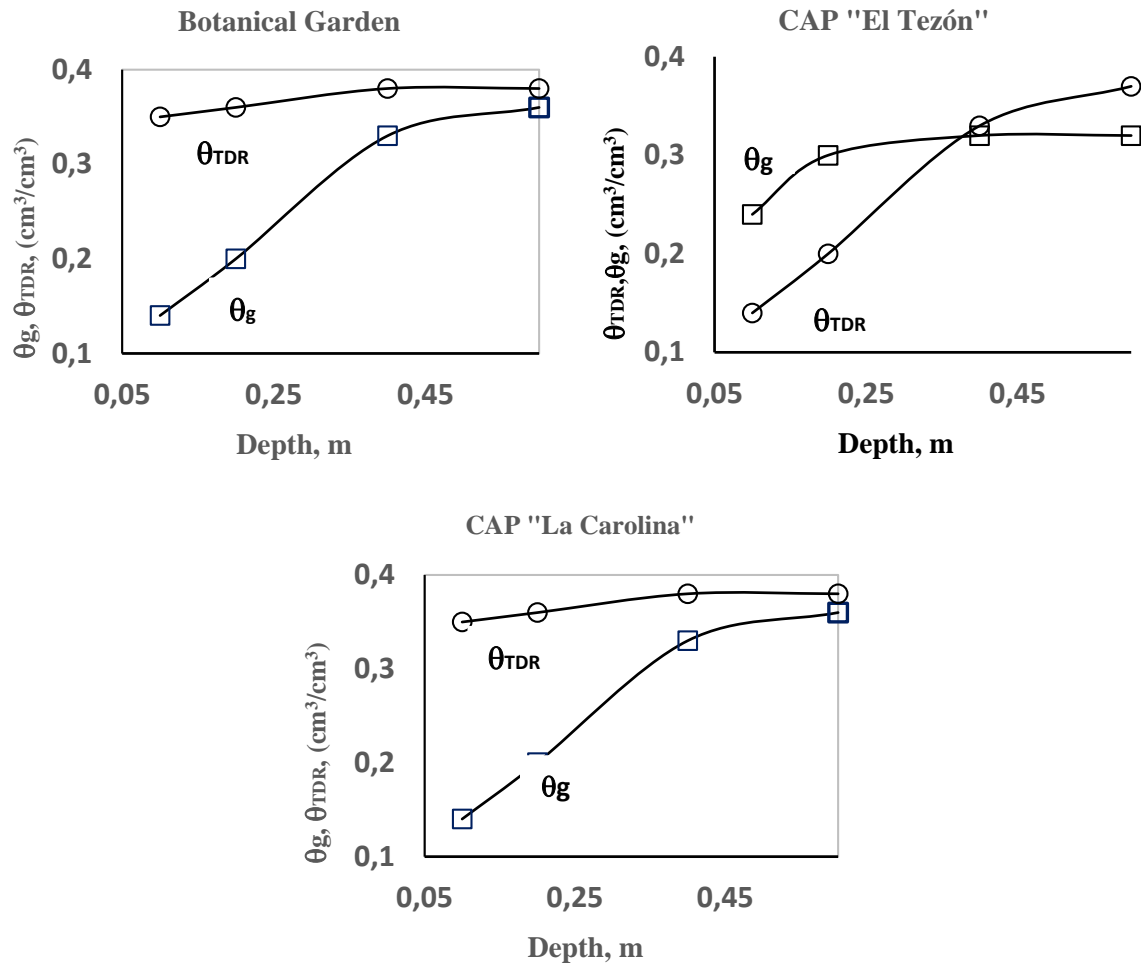 Botanical Garden
θg, θTDR, (cm³/cm³)
0,4
0,3
0,2
0,1
θTDR
θg
0,05
0,25
0,45
Depth, m
CAP "El Tezón"
θTDR,θg, (cm³/cm³)
0,4
0,3
0,2
0,1
θg
θTDR
0,05
0,25
0,45
Depth, m
CAP "La Carolina"
θg, θTDR, (cm³/cm³)
0,4
0,3
0,2
0,1
θTDR
θg
0,05
0,25
0,45
Depth, m